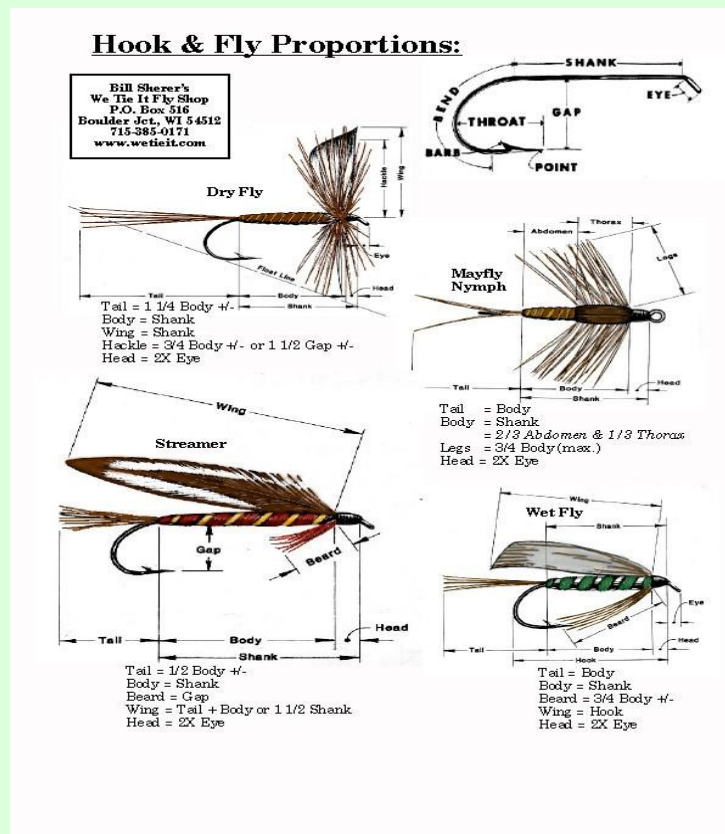 Hook & Fly Proportions:
Bill Sherer's
We Tie It Fly Shop
P.O. Box 516
Boulder Jct., WI 54512
715-385-0171
www.wetieit.com
SHANK
EYE
BEND
THROAT
GAP
BARB
POINT
Dry Fly
Hackle
Wing
Eye
Float Line
Head
Tail
Body
Shank
Tail = 1 1/4 Body +/-
Body = Shank
Wing = Shank
Hackle = 3/4 Body +/- or 1 1/2 Gap +/-
Head = 2X Eye
Mayfly
Nymph
Thorax
Abdomen
Legs
Tail
Body
Head
Shank
Tail = Body
Body = Shank
= 2/3 Abdomen & 1/3 Thorax
Legs = 3/4 Body (max.)
Head = 2X Eye
Wing
Streamer
Gap
Beard
Head
Tail
Body
Shank
Tail = 1/2 Body +/-
Body = Shank
Beard = Gap
Wing = Tail + Body or 1 1/2 Shank
Head = 2X Eye
Wing
Wet Fly
Shank
Eye
Beard
Head
Tail
Body
Hook
Tail = Body
Body = Shank
Beard = 3/4 Body +/-
Wing = Hook
Head = 2X Eye